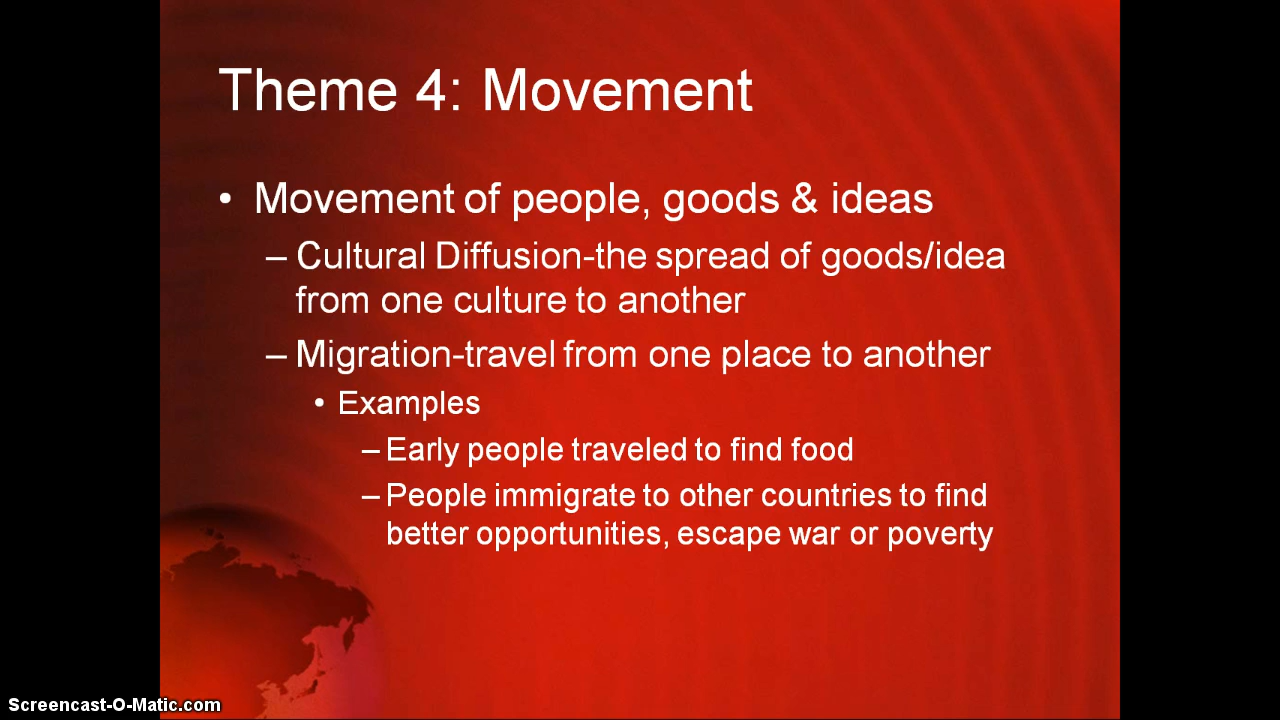 Theme 4: Movement
• Movement of people, goods & ideas
– Cultural Diffusion-the spread of goods/idea
from one culture to another
– Migration-travel from one place to another
• Examples
– Early people traveled to find food
– People immigrate to other countries to find
better opportunities, escape war or poverty
Screencast-O-Matic.com